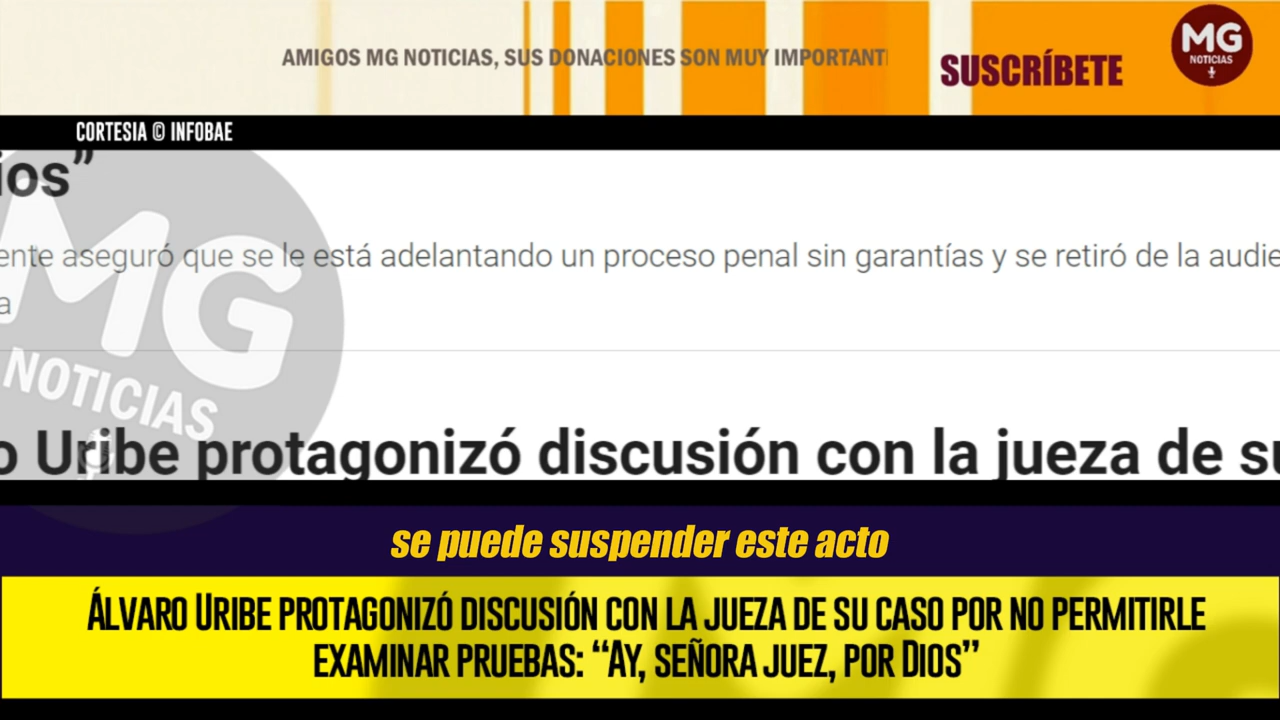 AMIGOS MG NOTICIAS, SUS DONACIONES SON MUY IMPORTANT
SUSCRÍBETE
MG
NOTICIAS
CORTESIA © INFOBAE
ios”
ente aseguró que se le está adelantando un proceso penal sin garantías y se retiró de la audie
a
MG
NOTICIAS
o Uribe protagonizó discusión con la jueza de su
se puede suspender este acto
ÁLVARO URIBE PROTAGONIZÓ DISCUSIÓN CON LA JUEZA DE SU CASO POR NO PERMITIRLE
EXAMINAR PRUEBAS: “AY, SEÑORA JUEZ, POR DIOS”